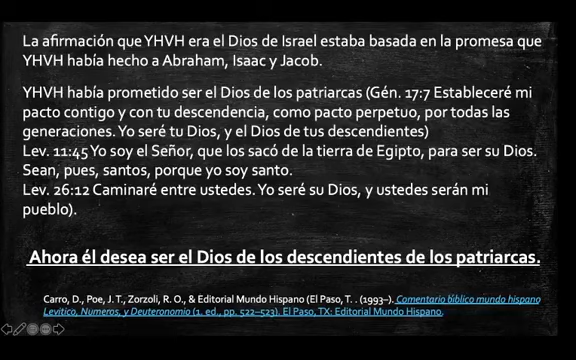 La afirmación que YHVH era el Dios de Israel estaba basada en la promesa que
YHVH había hecho a Abraham, Isaac y Jacob.
YHVH había prometido ser el Dios de los patriarcas (Gén. 17:7 Estableceré mi
pacto contigo y con tu descendencia, como pacto perpetuo, por todas las
generaciones. Yo seré tu Dios, y el Dios de tus descendientes)
Lev. 11:45 Yo soy el Señor, que los sacó de la tierra de Egipto, para ser su Dios.
Sean, pues, santos, porque yo soy santo.
Lev. 26:12 Caminaré entre ustedes. Yo seré su Dios, y ustedes serán mi
pueblo).
Ahora él desea ser el Dios de los descendientes de los patriarcas.
Carro, D., Poe, J. T., Zorzoli, R. O., & Editorial Mundo Hispano (El Paso, T. . (1993–). Comentario bíblico mundo hispano
Levitico, Numeros, y Deuteronomio (1. ed., pp. 522–523). El Paso, TX: Editorial Mundo Hispano.